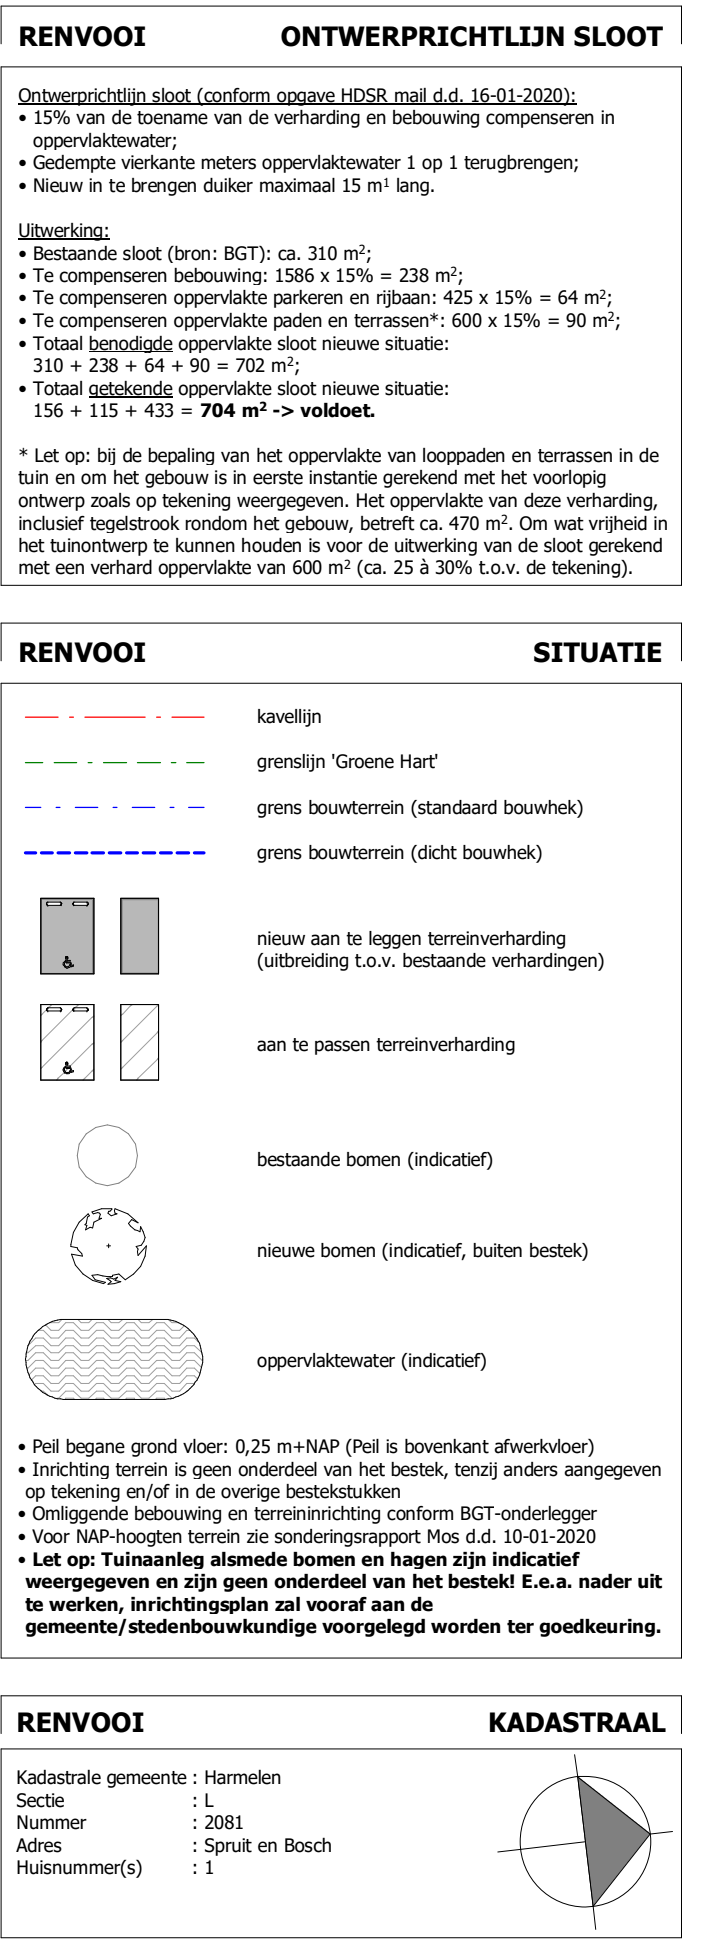 RENVOOI ONTWERPRICHTLIJN SLOOT
Ontwerprichtlijn sloot (conform opgave HDSR mail d.d. 16-01-2020):
• 15% van de toename van de verharding en bebouwing compenseren in
oppervlaktewater;
• Gedempte vierkante meters oppervlaktewater 1 op 1 terugbrengen;
• Nieuw in te brengen duiker maximaal 15 m¹ lang.
Uitwerking:
• Bestaande sloot (bron: BGT): ca. 310 m²;
• Te compenseren bebouwing: 1586 x 15% = 238 m²;
• Te compenseren oppervlakte parkeren en rijbaan: 425 x 15% = 64 m²;
• Te compenseren oppervlakte paden en terrassen*: 600 x 15% = 90 m²;
• Totaal benodigde oppervlakte sloot nieuwe situatie:
310 + 238 + 64 + 90 = 702 m²;
• Totaal getekende oppervlakte sloot nieuwe situatie:
156 + 115 + 433 = 704 m² -> voldoet.
* Let op: bij de bepaling van het oppervlakte van looppaden en terrassen in de
tuin en om het gebouw is in eerste instantie gerekend met het voorlopig
ontwerp zoals op tekening weergegeven. Het oppervlakte van deze verharding,
inclusief tegelstrook rondom het gebouw, betreft ca. 470 m². Om wat vrijheid in
het tuinontwerp te kunnen houden is voor de uitwerking van de sloot gerekend
met een verhard oppervlakte van 600 m² (ca. 25 à 30% t.o.v. de tekening).
RENVOOI SITUATIE
kavellijn
grenslijn 'Groene Hart'
grens bouwterrein (standaard bouwhek)
grens bouwterrein (dicht bouwhek)
nieuw aan te leggen terreinverharding
(uitbreiding t.o.v. bestaande verhardingen)
aan te passen terreinverharding
bestaande bomen (indicatief)
nieuwe bomen (indicatief, buiten bestek)
oppervlaktewater (indicatief)
• Peil begane grond vloer: 0,25 m+NAP (Peil is bovenkant afwerkvloer)
• Inrichting terrein is geen onderdeel van het bestek, tenzij anders aangegeven
op tekening en/of in de overige bestekstukken
• Omliggende bebouwing en terreininrichting conform BGT-onderlegger
• Voor NAP-hoogten terrein zie sonderingsrapport Mos d.d. 10-01-2020
• Let op: Tuinaanleg alsmede bomen en hagen zijn indicatief
weergegeven en zijn geen onderdeel van het bestek! E.e.a. nader uit
te werken, inrichtingsplan zal vooraf aan de
gemeente/stedenbouwkundige voorgelegd worden ter goedkeuring.
RENVOOI KADASTRAAL
Kadastrale gemeente : Harmelen
Sectie : L
Nummer : 2081
Adres : Spruit en Bosch
Huisnummer(s) : 1